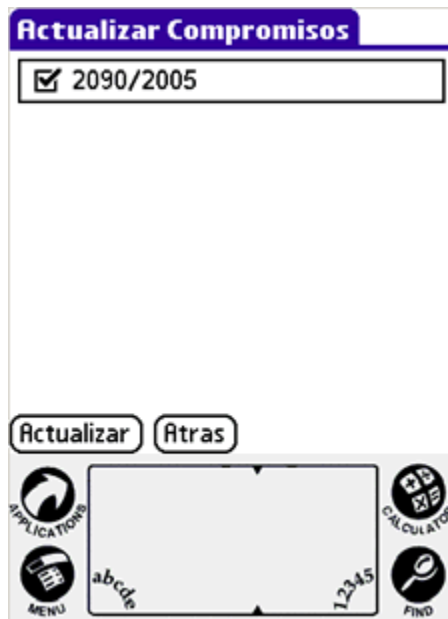 Actualizar Compromisos
2090/2005
Actualizar Atras
APPLICATIONS
CALCULATOR
abcde
12345
MENU
FIND